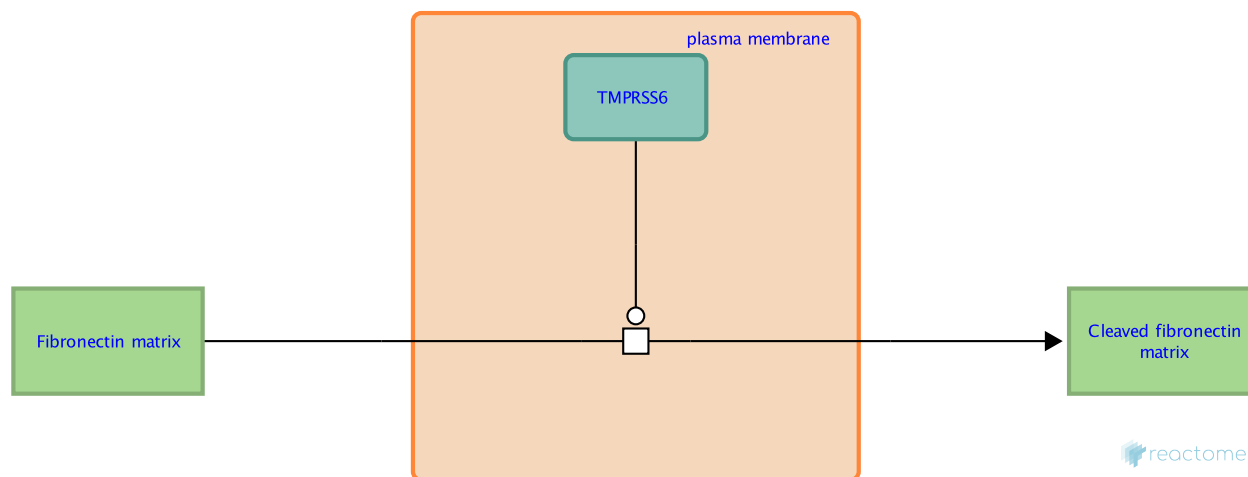 plasma membrane
TMPRSS6
Fibronectin matrix
Cleaved fibronectin
matrix
reactome